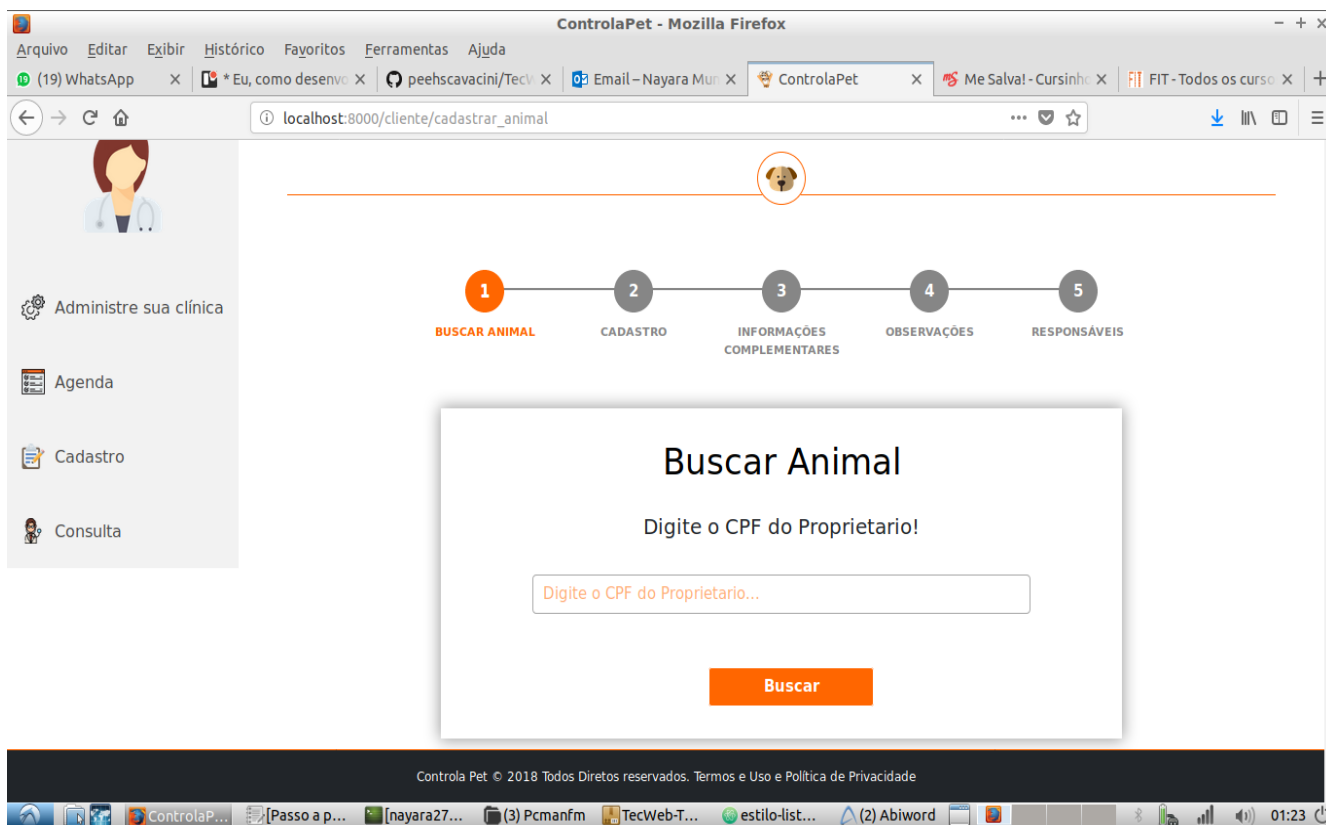 ControlaPet - Mozilla Firefox
Arquivo Editar Exibir Histórico Favoritos Ferramentas Ajuda
(19) WhatsApp * Eu, como desenvo peehscavacini/TecW Email – Nayara Mun ControlaPet Me Salva! - Cursinho FIT - Todos os curso
localhost:8000/cliente/cadastrar_animal
1 2 3 4 5
BUSCAR ANIMAL CADASTRO INFORMAÇÕES COMPLEMENTARES OBSERVAÇÕES RESPONSÁVEIS
Administre sua clínica
Agenda
Cadastro
Consulta
Buscar Animal
Digite o CPF do Proprietario!
Digite o CPF do Proprietario...
Buscar
Controla Pet © 2018 Todos Diretos reservados. Termos e Uso e Política de Privacidade
ControlaP... [Passo a p... [nayara27... (3) Pcmanfm TecWeb-T... estilo-list... (2) Abiword 01:23